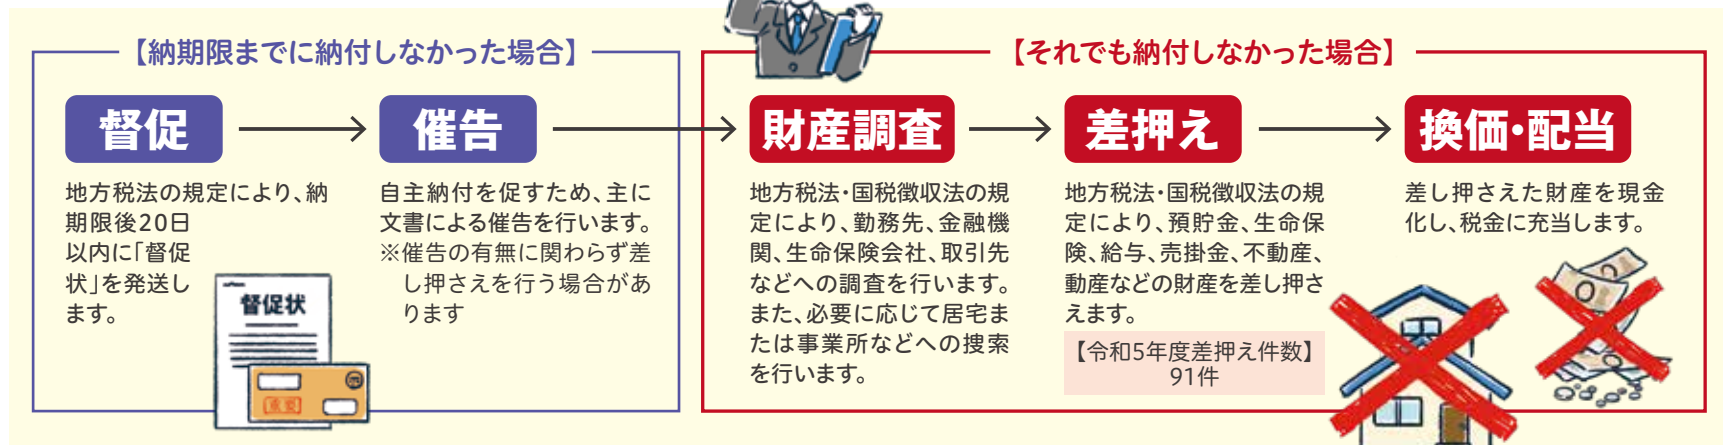 【納期限までに納付しなかった場合】
督促
地方税法の規定により、納
期限後20日
以内に「督促
状」を発送し
ます。
督促状
重要
催告
自主納付を促すため、主に
文書による催告を行います。
※催告の有無に関わらず差
し押さえを行う場合があ
ります
【それでも納付しなかった場合】
財産調査
地方税法・国税徴収法の規
定により、勤務先、金融機
関、生命保険会社、取引先
などへの調査を行います。
また、必要に応じて居宅ま
たは事業所などへの捜索
を行います。
差押え
地方税法・国税徴収法の規
定により、預貯金、生命保
険、給与、売掛金、不動産、
動産などの財産を差し押さ
えます。
【令和5年度差押え件数】
91件
換価・配当
差し押さえた財産を現金
化し、税金に充当します。